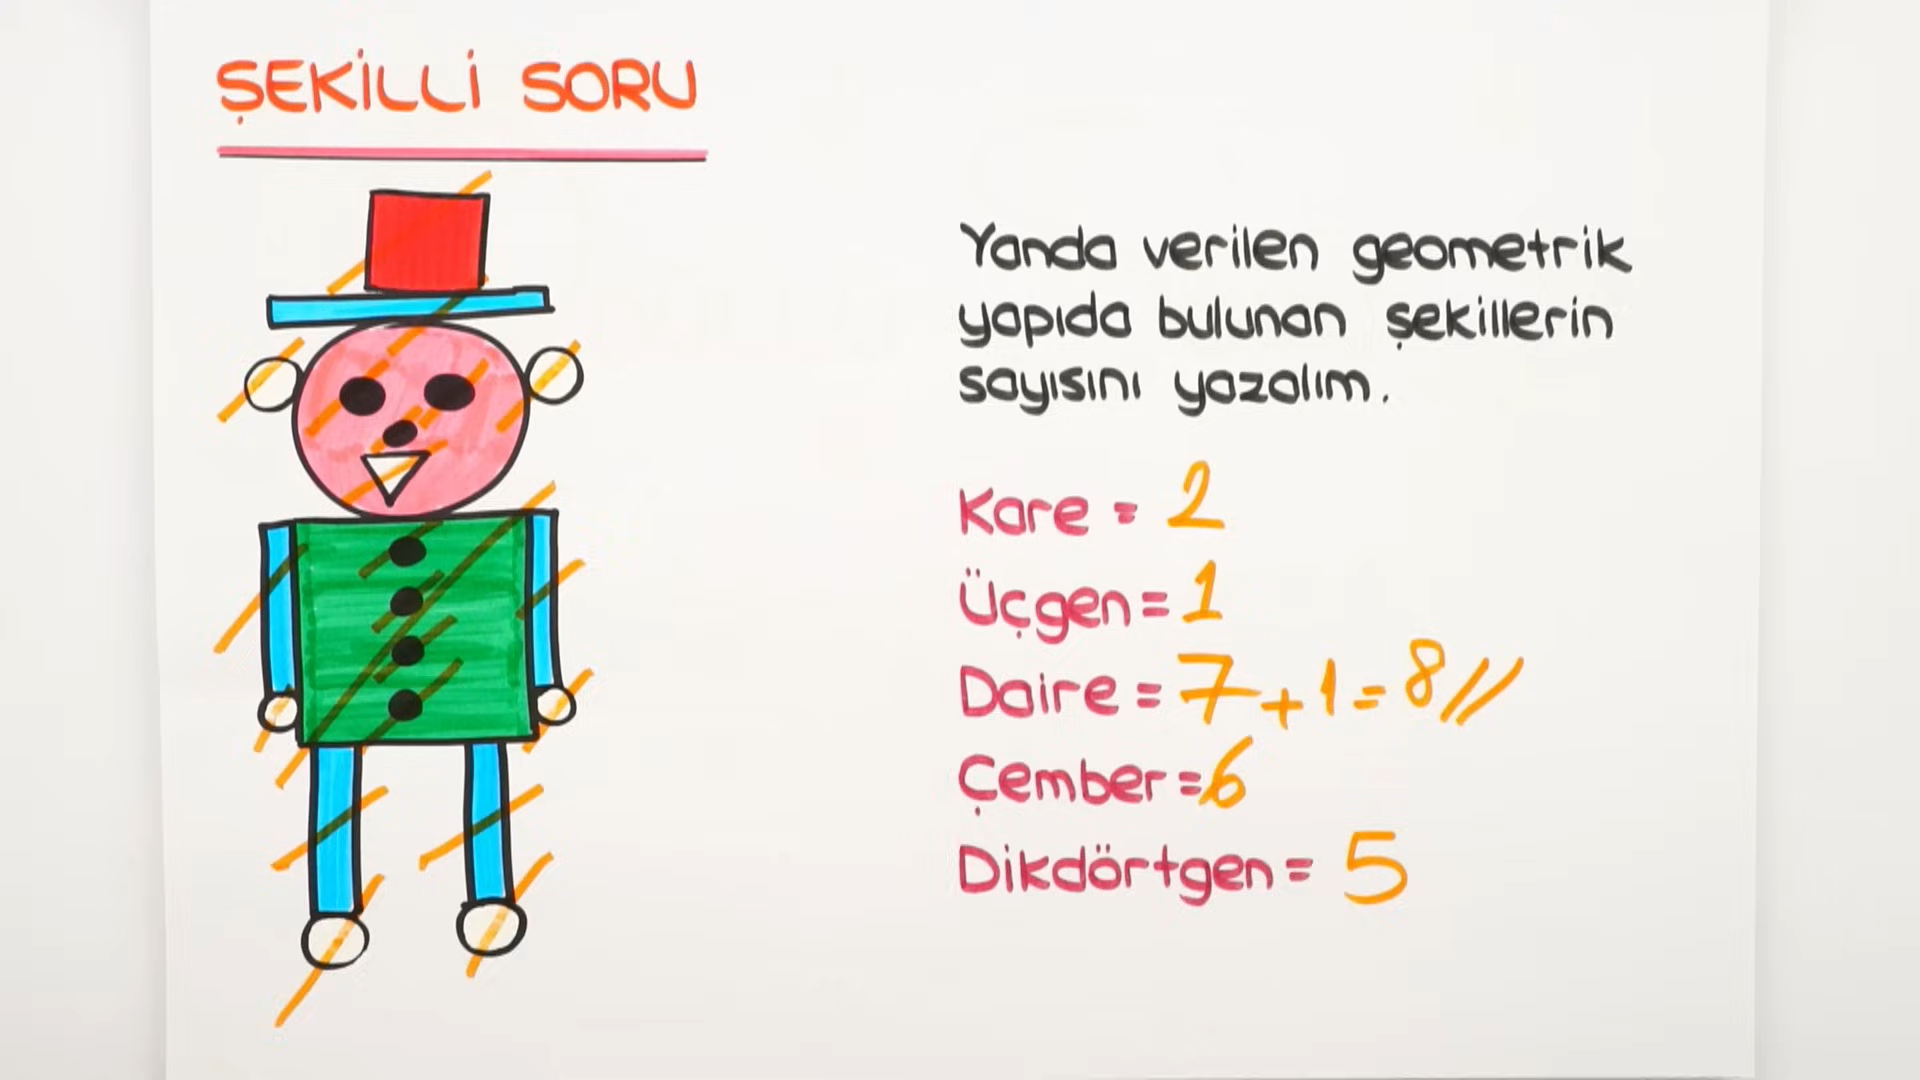 ŞEKİLLİ SORU
Yanda verilen geometrik
yapıda bulunan şekillerin
sayısını yazalım.
Kare = 2
Üçgen = 1
Daire = 7 + 1 = 8 //
Çember = 6
Dikdörtgen = 5